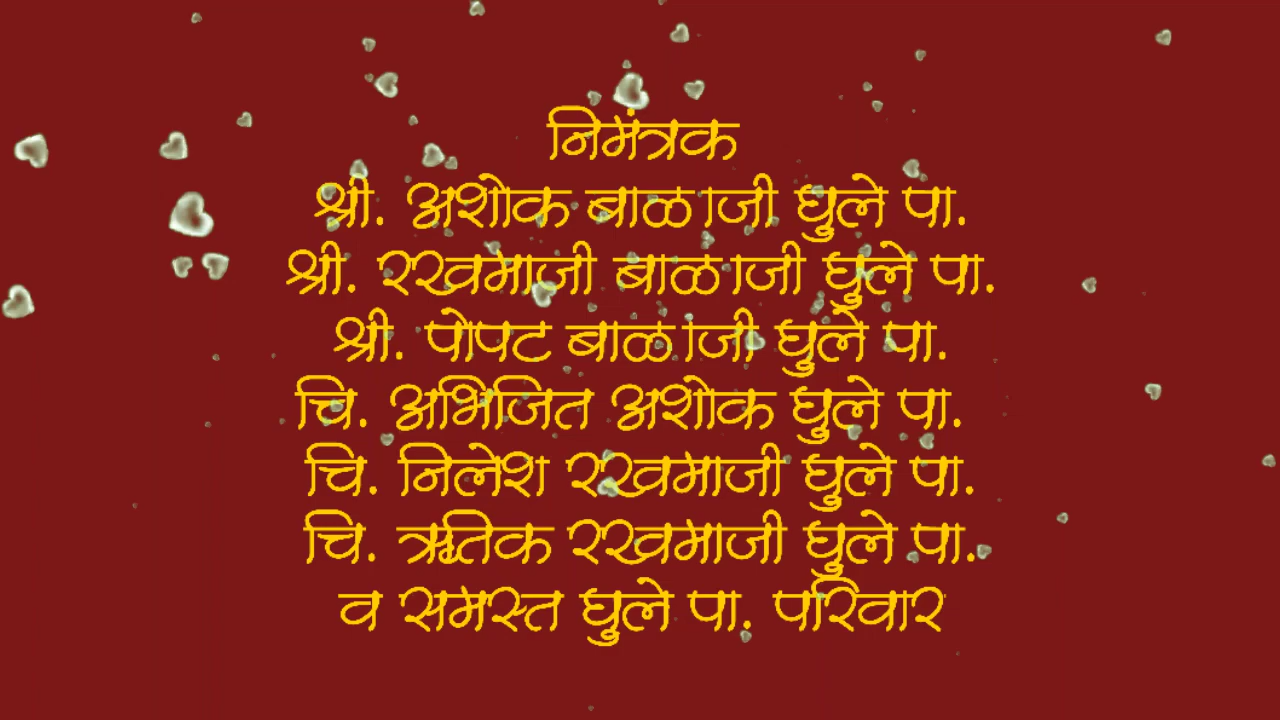 निमंत्रक
श्री. अशोक बाळाजी घुले पा.
श्री. रखमाजी बाळाजी घुले पा.
श्री. पोपट बाळाजी घुले पा.
चि. अभिजित अशोक घुले पा.
चि. निलेश रखमाजी घुले पा.
चि. ऋतिक रखमाजी घुले पा.
व समस्त घुले पा. परिवार